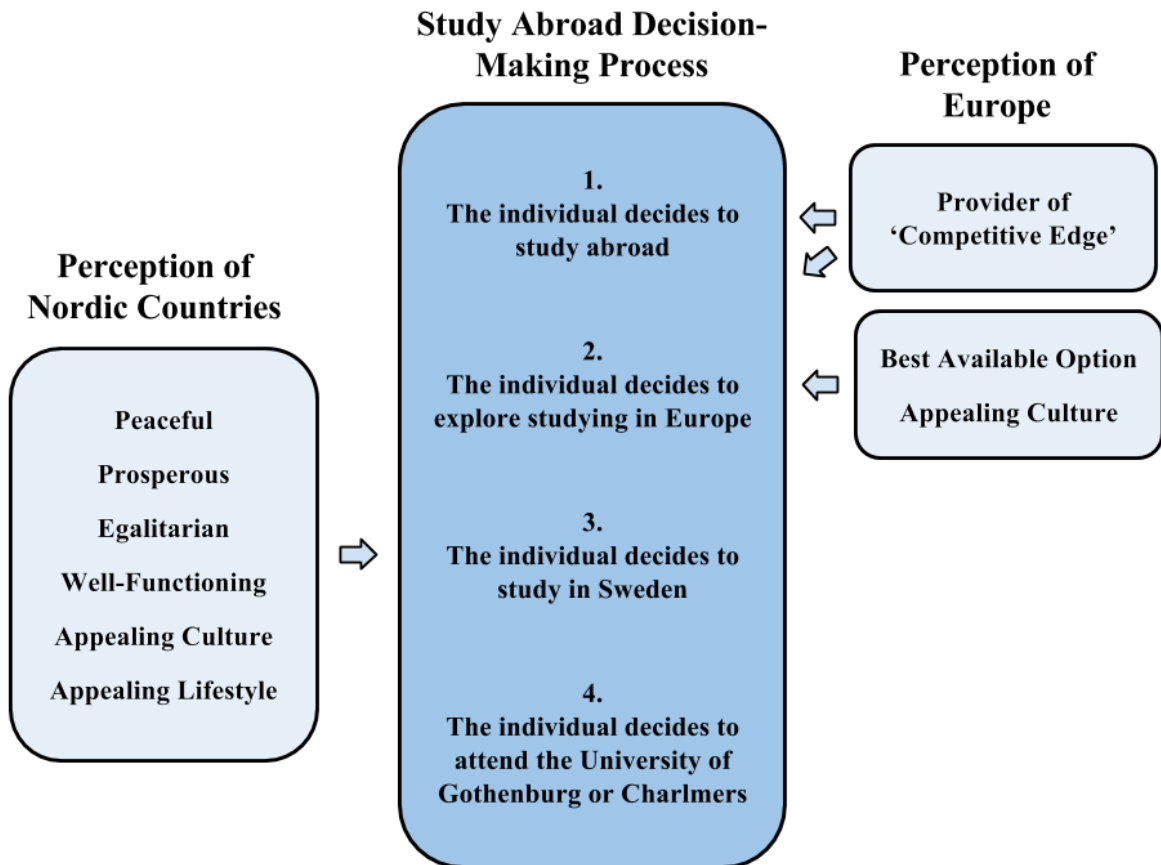 Study Abroad Decision-
Making Process
Perception of
Europe
Perception of
Nordic Countries
Peaceful
Prosperous
Egalitarian
Well-Functioning
Appealing Culture
Appealing Lifestyle
1.
The individual decides to
study abroad
2.
The individual decides to
explore studying in Europe
3.
The individual decides to
study in Sweden
4.
The individual decides to
attend the University of
Gothenburg or Charlmers
Provider of
‘Competitive Edge’
Best Available Option
Appealing Culture